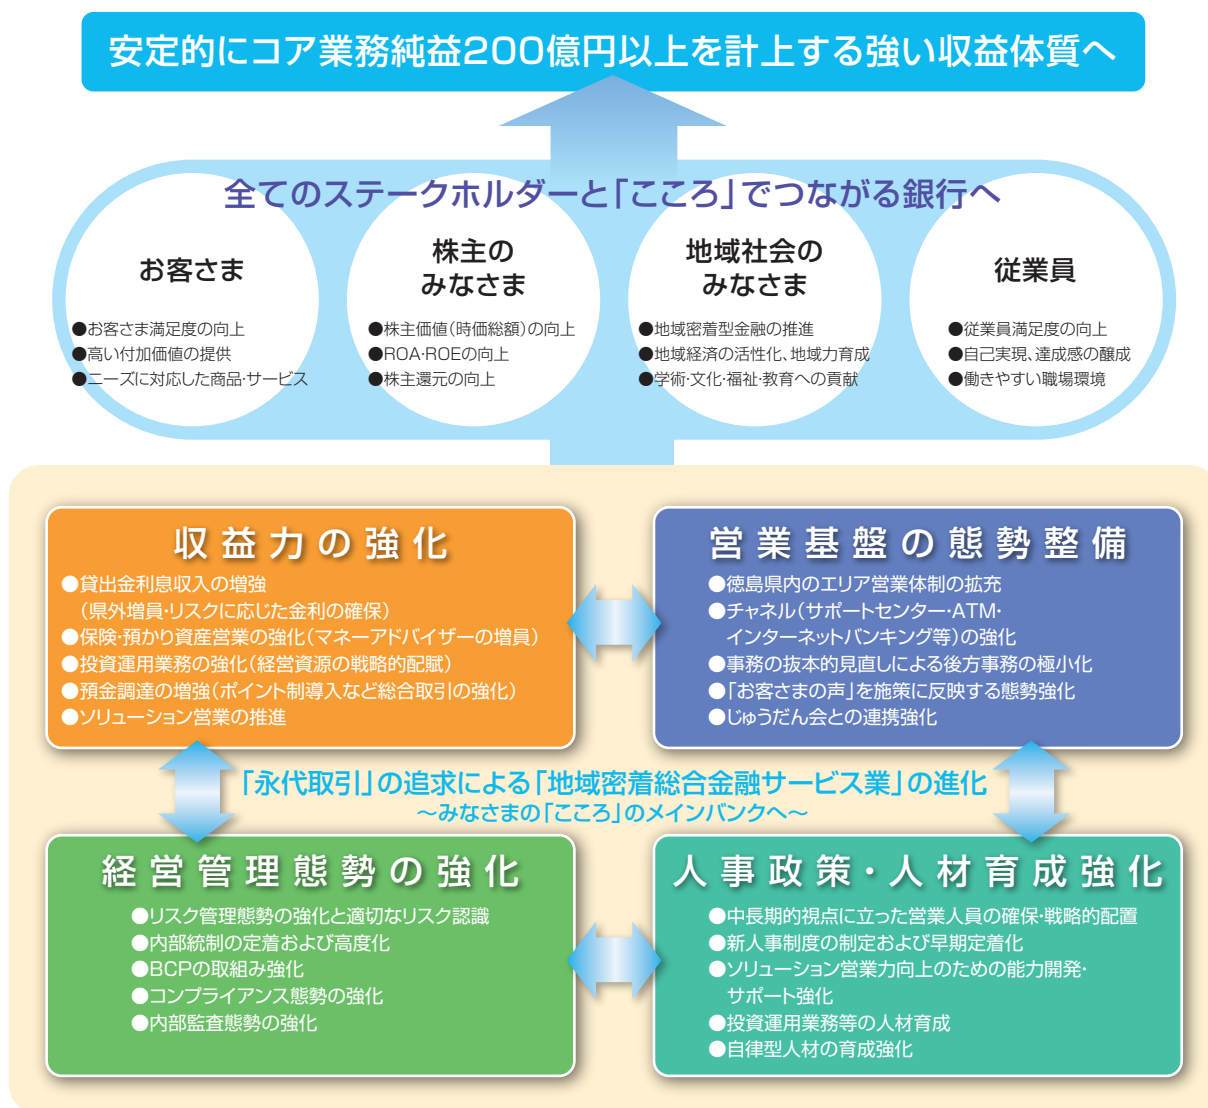 安定的にコア業務純益200億円以上を計上する強い収益体質へ
全てのステークホルダーと「こころ」でつながる銀行へ
お客さま
●お客さま満足度の向上
●高い付加価値の提供
●ニーズに対応した商品・サービス
株主の
みなさま
●株主価値(時価総額)の向上
●ROA・ROEの向上
●株主還元の向上
地域社会の
みなさま
●地域密着型金融の推進
●地域経済の活性化、地域力育成
●学術・文化・福祉・教育への貢献
従業員
●従業員満足度の向上
●自己実現、達成感の醸成
●働きやすい職場環境
収益力の強化
●貸出金利息収入の増強
(県外増員・リスクに応じた金利の確保)
●保険・預かり資産営業の強化(マネーアドバイザーの増員)
●投資運用業務の強化(経営資源の戦略的配賦)
●預金調達の増強(ポイント制導入など総合取引の強化)
●ソリューション営業の推進
営業基盤の態勢整備
●徳島県内のエリア営業体制の拡充
●チャネル(サポートセンター・ATM・
インターネットバンキング等)の強化
●事務の抜本的見直しによる後方事務の極小化
●「お客さまの声」を施策に反映する態勢強化
●じゅうだん会との連携強化
「永代取引」の追求による「地域密着総合金融サービス業」の進化
~みなさまの「こころ」のメインバンクへ~
経営管理態勢の強化
●リスク管理態勢の強化と適切なリスク認識
●内部統制の定着および高度化
●BCPの取組み強化
●コンプライアンス態勢の強化
●内部監査態勢の強化
人事政策・人材育成強化
●中長期的視点に立った営業人員の確保・戦略的配置
●新人事制度の制定および早期定着化
●ソリューション営業力向上のための能力開発・
サポート強化
●投資運用業務等の人材育成
●自律型人材の育成強化